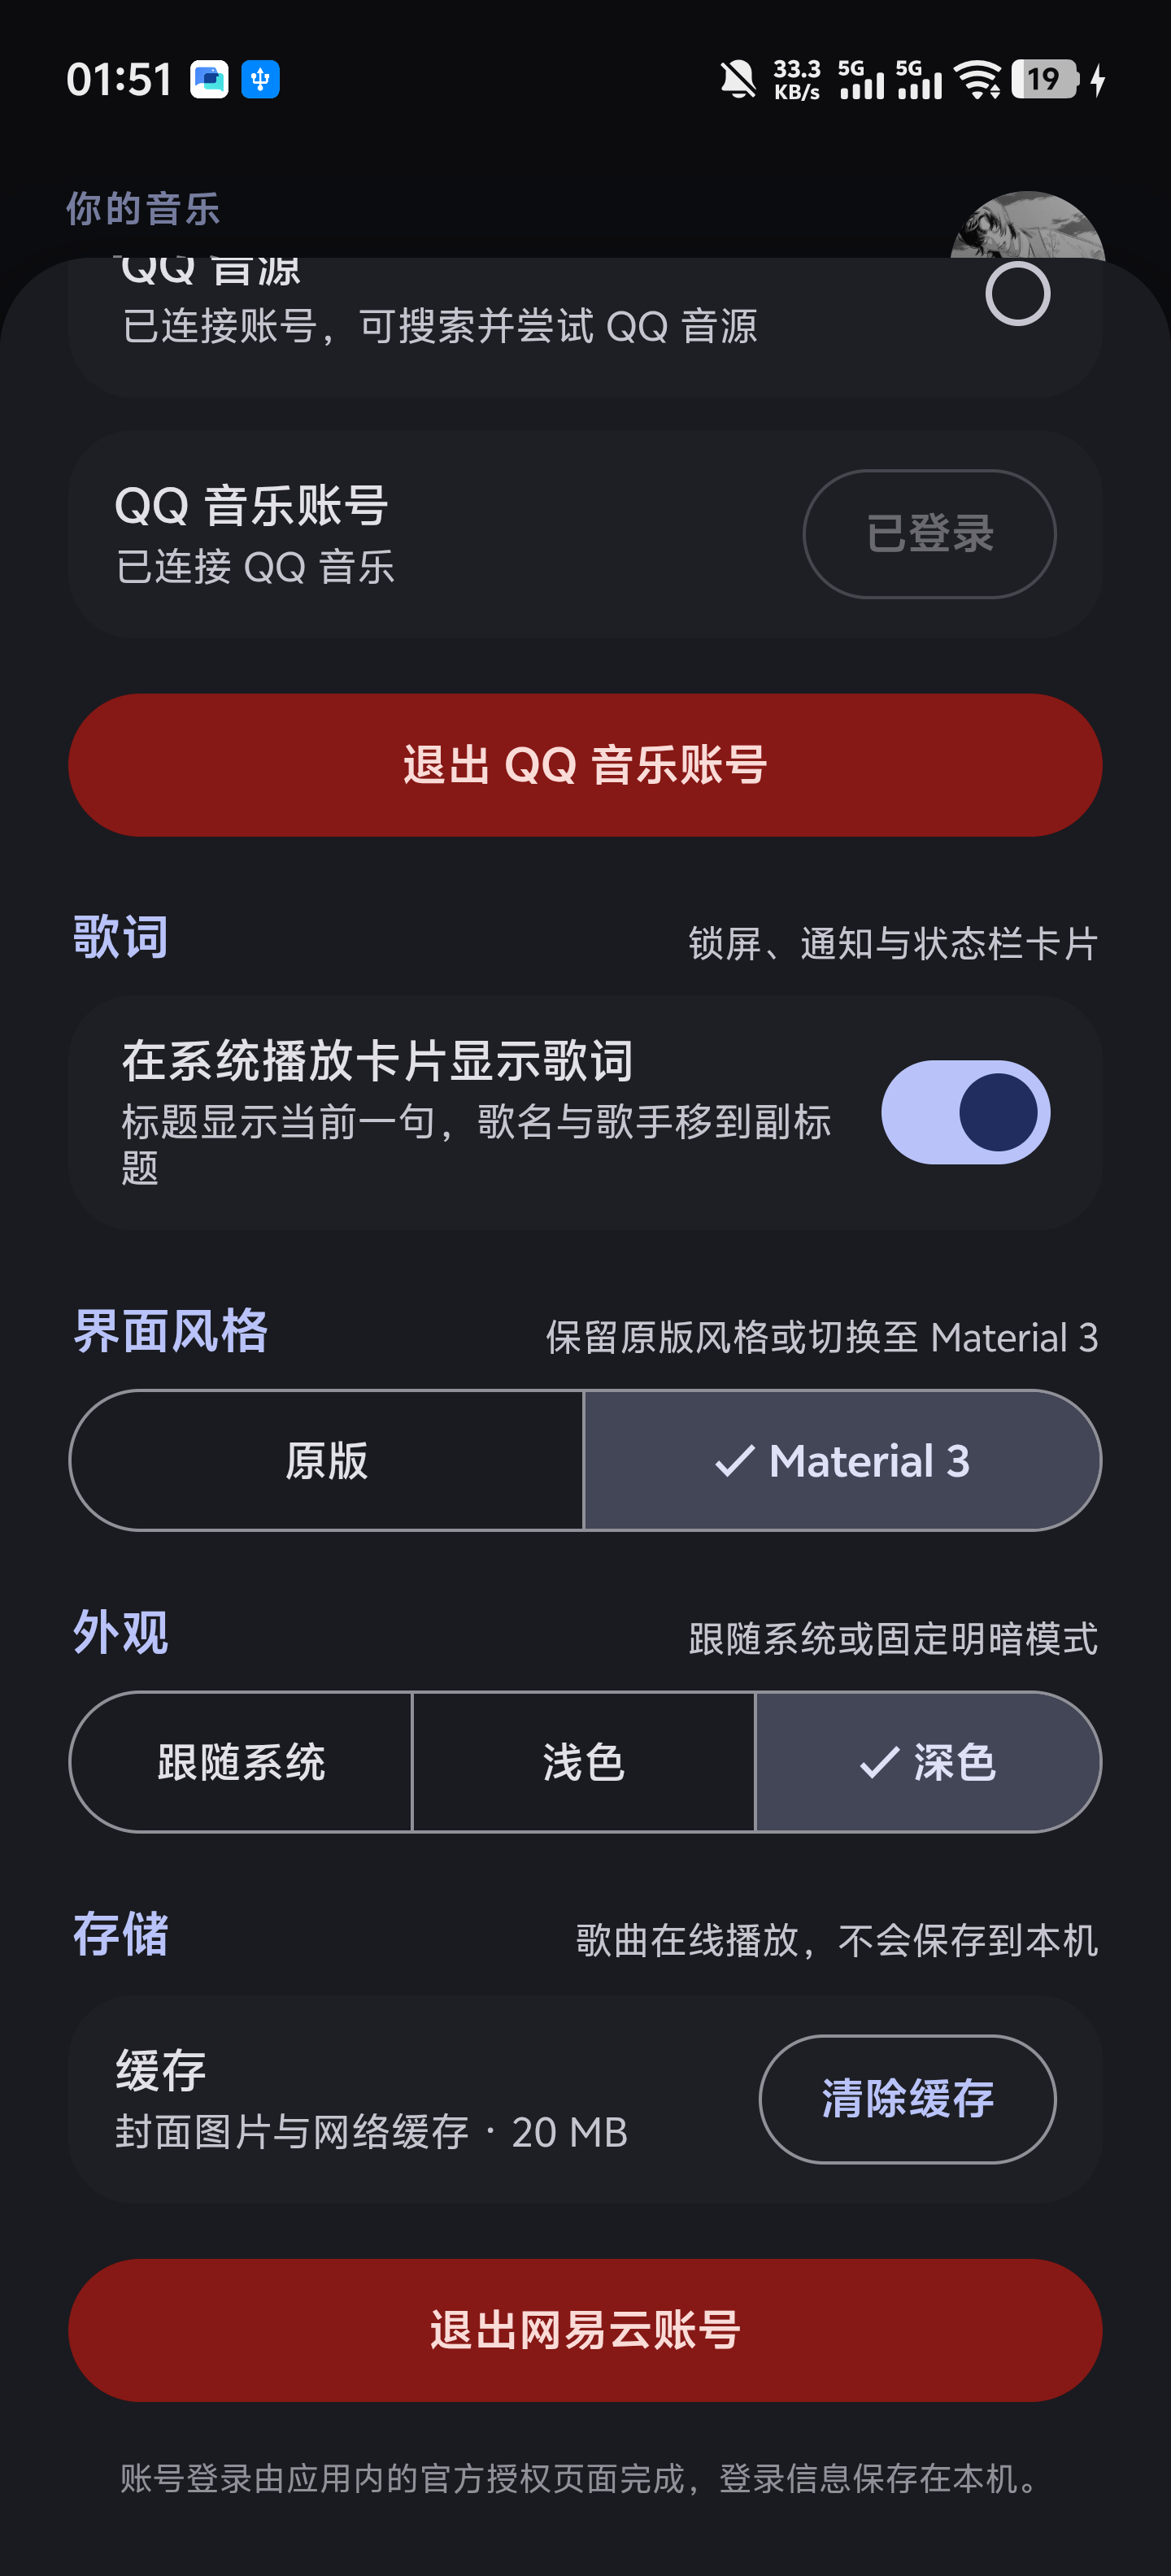 01:51
33.3 KB/s 5G 5G 19
你的音乐
QQ 音源
已连接账号，可搜索并尝试 QQ 音源
QQ 音乐账号
已登录
已连接 QQ 音乐
退出 QQ 音乐账号
歌词
锁屏、通知与状态栏卡片
在系统播放卡片显示歌词
标题显示当前一句，歌名与歌手移到副标
题
界面风格
保留原版风格或切换至 Material 3
原版
Material 3
外观
跟随系统或固定明暗模式
跟随系统
浅色
深色
存储
歌曲在线播放，不会保存到本机
缓存
清除缓存
封面图片与网络缓存 · 20 MB
退出网易云账号
账号登录由应用内的官方授权页面完成，登录信息保存在本机。